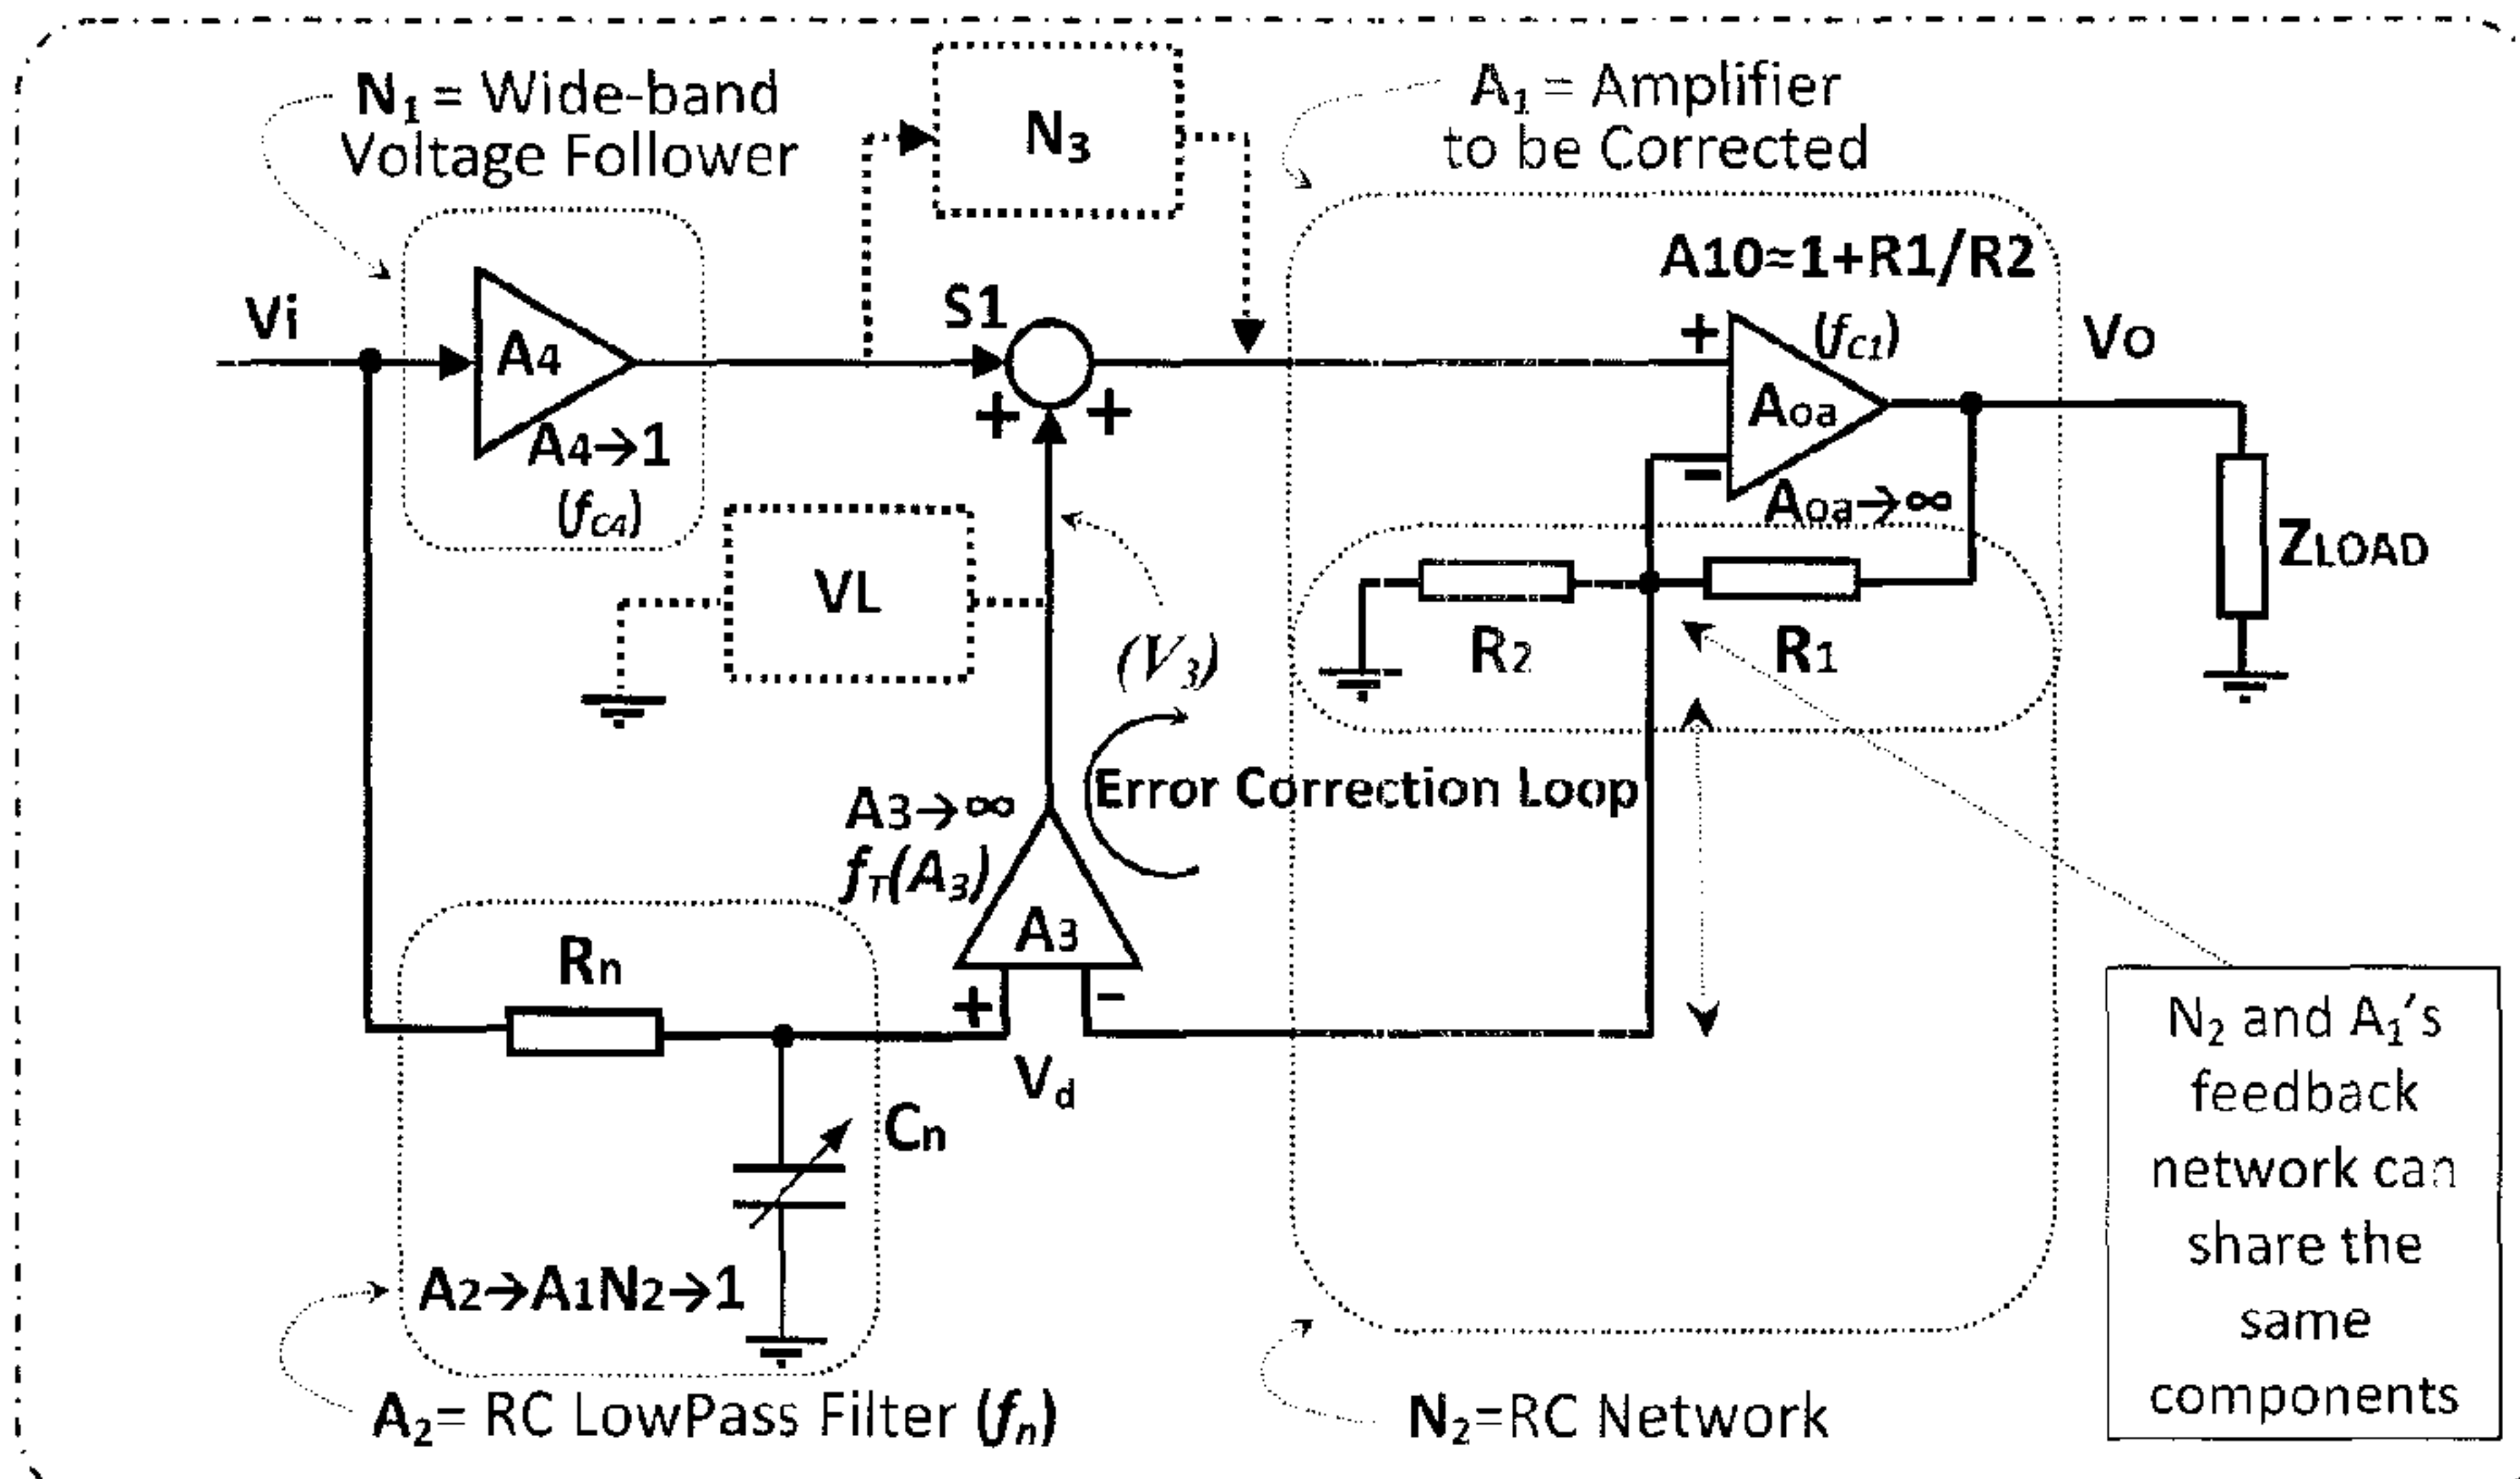 N₁ = Wide-band
Voltage Follower
N₃
A₁ = Amplifier
to be Corrected
A10≈1+R1/R2
Vi
A4
S1
+
(fC1)
Vo
Aoa
+
+
A4→1
(fC4)
−
Aoa→∞
ZLOAD
VL
R2
R1
(V₃)
Error Correction Loop
A3→∞
fT(A₃)
A3
Rn
+
−
Vd
Cn
A2→A1N2→1
N₂ and A₁'s
feedback
network can
share the
same
components
A₂= RC LowPass Filter (fn)
N₂=RC Network